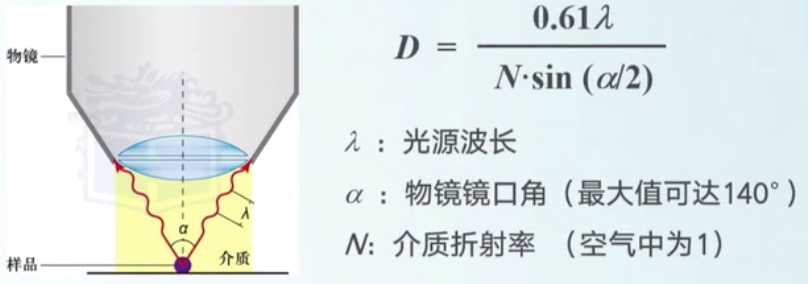 物镜
样品
α
λ
介质
D = 0.61λ / N·sin (α/2)
λ ：光源波长
α ：物镜镜口角（最大值可达140°）
N：介质折射率 （空气中为1）